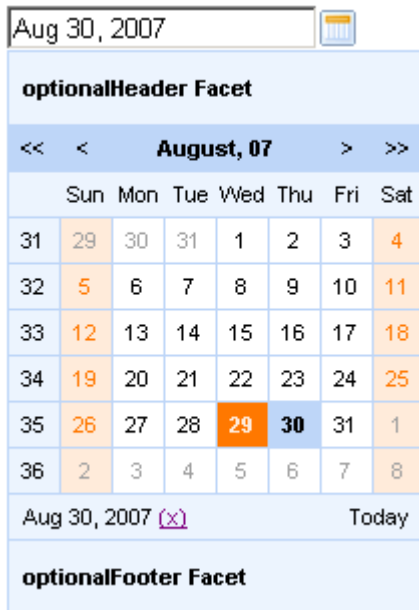 Aug 30, 2007
optionalHeader Facet
<< < August, 07 > >>
Sun Mon Tue Wed Thu Fri Sat
31 29 30 31 1 2 3 4
32 5 6 7 8 9 10 11
33 12 13 14 15 16 17 18
34 19 20 21 22 23 24 25
35 26 27 28 29 30 31 1
36 2 3 4 5 6 7 8
Aug 30, 2007 (x) Today
optionalFooter Facet